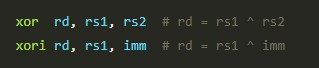 xor  rd, rs1, rs2  # rd = rs1 ^ rs2
xori rd, rs1, imm  # rd = rs1 ^ imm